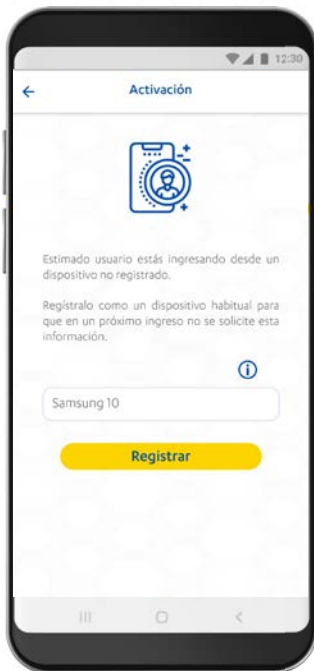 12:30
Activación
Estimado usuario estás ingresando desde un
dispositivo no registrado.
Regístralo como un dispositivo habitual para
que en un próximo ingreso no se solicite esta
información.
Samsung 10
Registrar